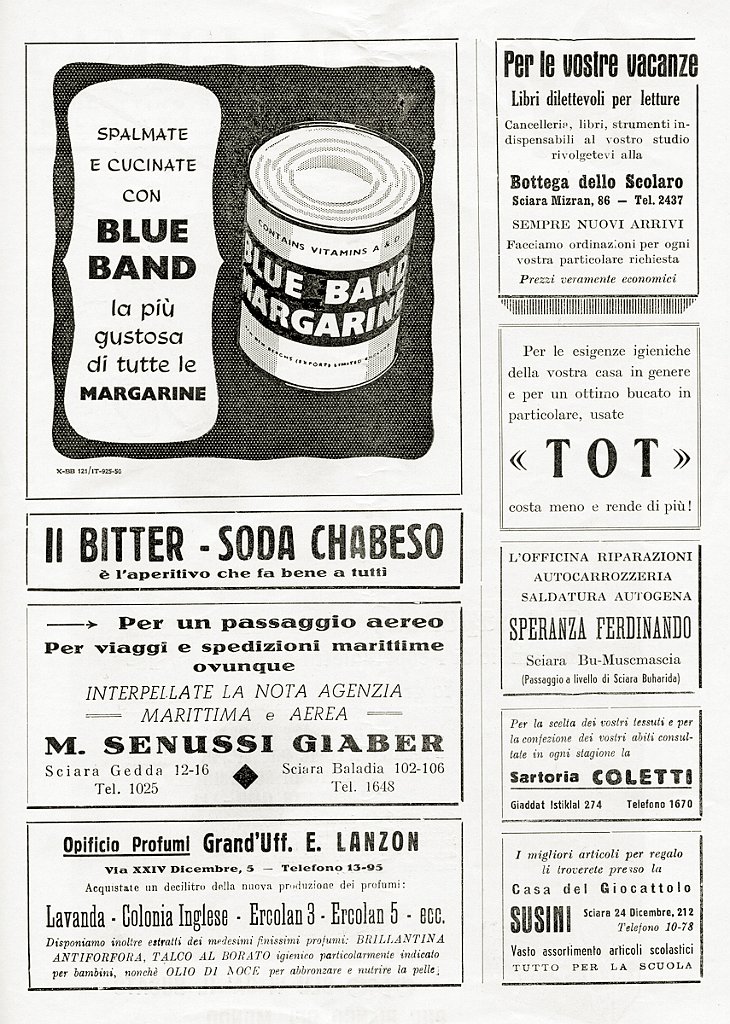 SPALMATE
E CUCINATE
CON
BLUE
BAND
la più
gustosa
di tutte le
MARGARINE
CONTAINS VITAMINS A & D
BLUE BAND
MARGARINE
X-BB 121/IT-925-50
Il BITTER - SODA CHABESO
è l'aperitivo che fa bene a tutti
Per un passaggio aereo
Per viaggi e spedizioni marittime
ovunque
INTERPELLATE LA NOTA AGENZIA
MARITTIMA e AEREA
M. SENUSSI GIABER
Sciara Gedda 12-16
Tel. 1025
Sciara Baladia 102-106
Tel. 1648
Opificio Profumi Grand'Uff. E. LANZON
Via XXIV Dicembre, 5 — Telefono 13-95
Acquistate un decilitro della nuova produzione dei profumi:
Lavanda - Colonia Inglese - Ercolan 3 - Ercolan 5 - ecc.
Disponiamo inoltre estratti dei medesimi finissimi profumi: BRILLANTINA
ANTIFORFORA, TALCO AL BORATO igienico particolarmente indicato
per bambini, nonchè OLIO DI NOCE per abbronzare e nutrire la pelle.
Per le vostre vacanze
Libri dilettevoli per letture
Cancelleria, libri, strumenti in-
dispensabili al vostro studio
rivolgetevi alla
Bottega dello Scolaro
Sciara Mizran, 86 — Tel. 2437
SEMPRE NUOVI ARRIVI
Facciamo ordinazioni per ogni
vostra particolare richiesta
Prezzi veramente economici
Per le esigenze igieniche
della vostra casa in genere
e per un ottimo bucato in
particolare, usate
« TOT »
costa meno e rende di più!
L'OFFICINA RIPARAZIONI
AUTOCARROZZERIA
SALDATURA AUTOGENA
SPERANZA FERDINANDO
Sciara Bu-Musemascia
(Passaggio a livello di Sciara Buharida)
Per la scelta dei vostri tessuti e per
la confezione dei vostri abiti consul-
tate in ogni stagione la
Sartoria COLETTI
Giaddat Istiklal 274 Telefono 1670
I migliori articoli per regalo
li troverete presso la
Casa del Giocattolo
SUSINI Sciara 24 Dicembre, 212
Telefono 10-78
Vasto assortimento articoli scolastici
TUTTO PER LA SCUOLA